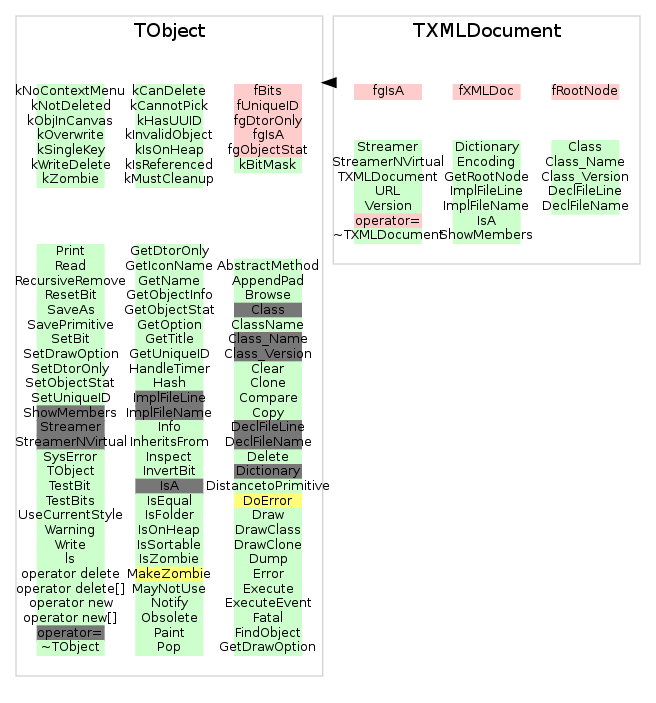 TObject
kNoContextMenu
kNotDeleted
kObjInCanvas
kOverwrite
kSingleKey
kWriteDelete
kZombie
kCanDelete
kCannotPick
kHasUUID
kInvalidObject
kIsOnHeap
kIsReferenced
kMustCleanup
fBits
fUniqueID
fgDtorOnly
fgIsA
fgObjectStat
kBitMask
Print
Read
RecursiveRemove
ResetBit
SaveAs
SavePrimitive
SetBit
SetDrawOption
SetDtorOnly
SetObjectStat
SetUniqueID
ShowMembers
Streamer
StreamerNVirtual
SysError
TObject
TestBit
TestBits
UseCurrentStyle
Warning
Write
ls
operator delete
operator delete[]
operator new
operator new[]
operator=
~TObject
GetDtorOnly
GetIconName
GetName
GetObjectInfo
GetObjectStat
GetOption
GetTitle
GetUniqueID
HandleTimer
Hash
ImplFileLine
ImplFileName
Info
InheritsFrom
Inspect
InvertBit
IsA
IsEqual
IsFolder
IsOnHeap
IsSortable
IsZombie
MakeZombie
MayNotUse
Notify
Obsolete
Paint
Pop
AbstractMethod
AppendPad
Browse
Class
ClassName
Class_Name
Class_Version
Clear
Clone
Compare
Copy
DeclFileLine
DeclFileName
Delete
Dictionary
DistancetoPrimitive
DoError
Draw
DrawClass
DrawClone
Dump
Error
Execute
ExecuteEvent
Fatal
FindObject
GetDrawOption
TXMLDocument
fgIsA
fXMLDoc
fRootNode
Streamer
StreamerNVirtual
TXMLDocument
URL
Version
operator=
~TXMLDocument
Dictionary
Encoding
GetRootNode
ImplFileLine
ImplFileName
IsA
ShowMembers
Class
Class_Name
Class_Version
DeclFileLine
DeclFileName